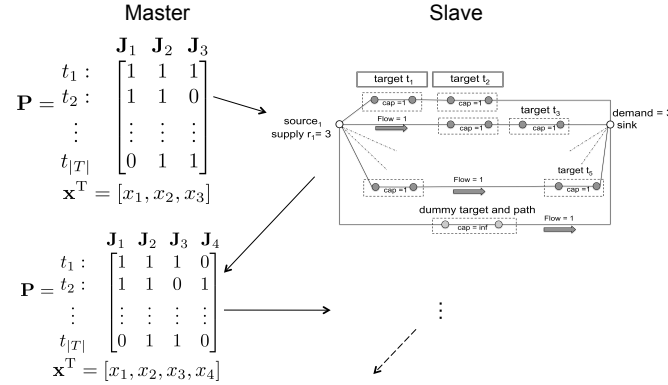 Master
Slave
J1 J2 J3
t1 : 1 1 1
P = t2 : 1 1 0
⋮ ⋮ ⋮ ⋮
t|T| 0 1 1
x^T = [x1, x2, x3]
target t1
target t2
cap =1
cap =1
source1
supply r1= 3
Flow = 1
cap =1
target t3
cap =1
demand = 3
sink
target t5
cap =1
Flow = 1
cap =1
dummy target and path
cap = inf
Flow = 1
J1 J2 J3 J4
t1 : 1 1 1 0
P = t2 : 1 1 0 1
⋮ ⋮ ⋮ ⋮ ⋮
t|T| 0 1 1 0
x^T = [x1, x2, x3, x4]
⋮